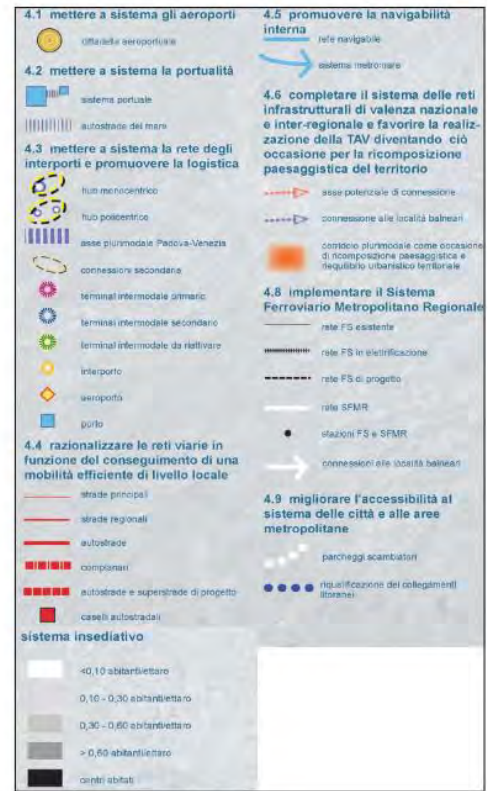 4.1 mettere a sistema gli aeroporti
cittadella aeroportuale
4.2 mettere a sistema la portualità
sistema portuale
autostrade del mare
4.3 mettere a sistema la rete degli
interporti e promuovere la logistica
hub monocentrico
hub policentrico
asse plurimodale Padova-Venezia
connessioni secondarie
terminal intermodale primario
terminal intermodale secondario
terminal intermodale da riattivare
interporto
aeroporto
porto
4.4 razionalizzare le reti viarie in
funzione del conseguimento di una
mobilità efficiente di livello locale
strade principali
strade regionali
autostrade
complanari
autostrade e superstrade di progetto
caselli autostradali
sistema insediativo
<0,10 abitanti/ettaro
0,10 - 0,30 abitanti/ettaro
0,30 - 0,60 abitanti/ettaro
> 0,60 abitanti/ettaro
centri abitati
4.5 promuovere la navigabilità
interna
rete navigabile
sistema metromare
4.6 completare il sistema delle reti
infrastrutturali di valenza nazionale
e inter-regionale e favorire la realiz-
zazione della TAV diventando ciò
occasione per la ricomposizione
paesaggistica del territorio
asse potenziale di connessione
connessione alle località balneari
corridoio plurimodale come occasione
di ricomposizione paesaggistica e
riequilibrio urbanistico territoriale
4.8 implementare il Sistema
Ferroviario Metropolitano Regionale
rete FS esistente
rete FS in elettrificazione
rete FS di progetto
rete SFMR
stazioni FS e SFMR
connessioni alle località balneari
4.9 migliorare l'accessibilità al
sistema delle città e alle aree
metropolitane
parcheggi scambiatori
riqualificazione dei collegamenti
litoranei